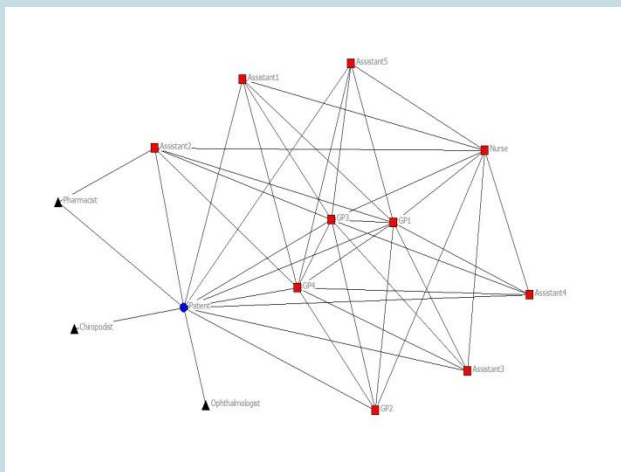 Assistant5
Assistant1
Assistant2
Nurse
Pharmacist
GP3
GP1
GP4
Assistant4
Patient
Chiropodist
Assistant3
Ophthalmologist
GP2